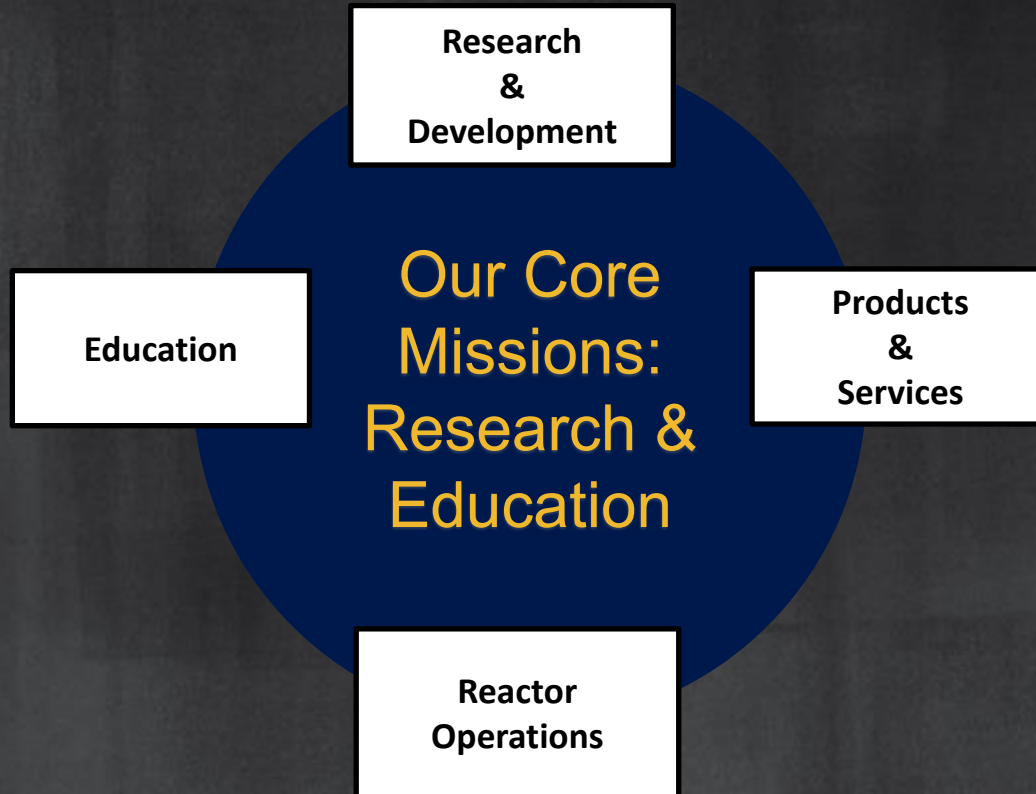 Research
&
Development
Our Core
Missions:
Research &
Education
Education
Products
&
Services
Reactor
Operations